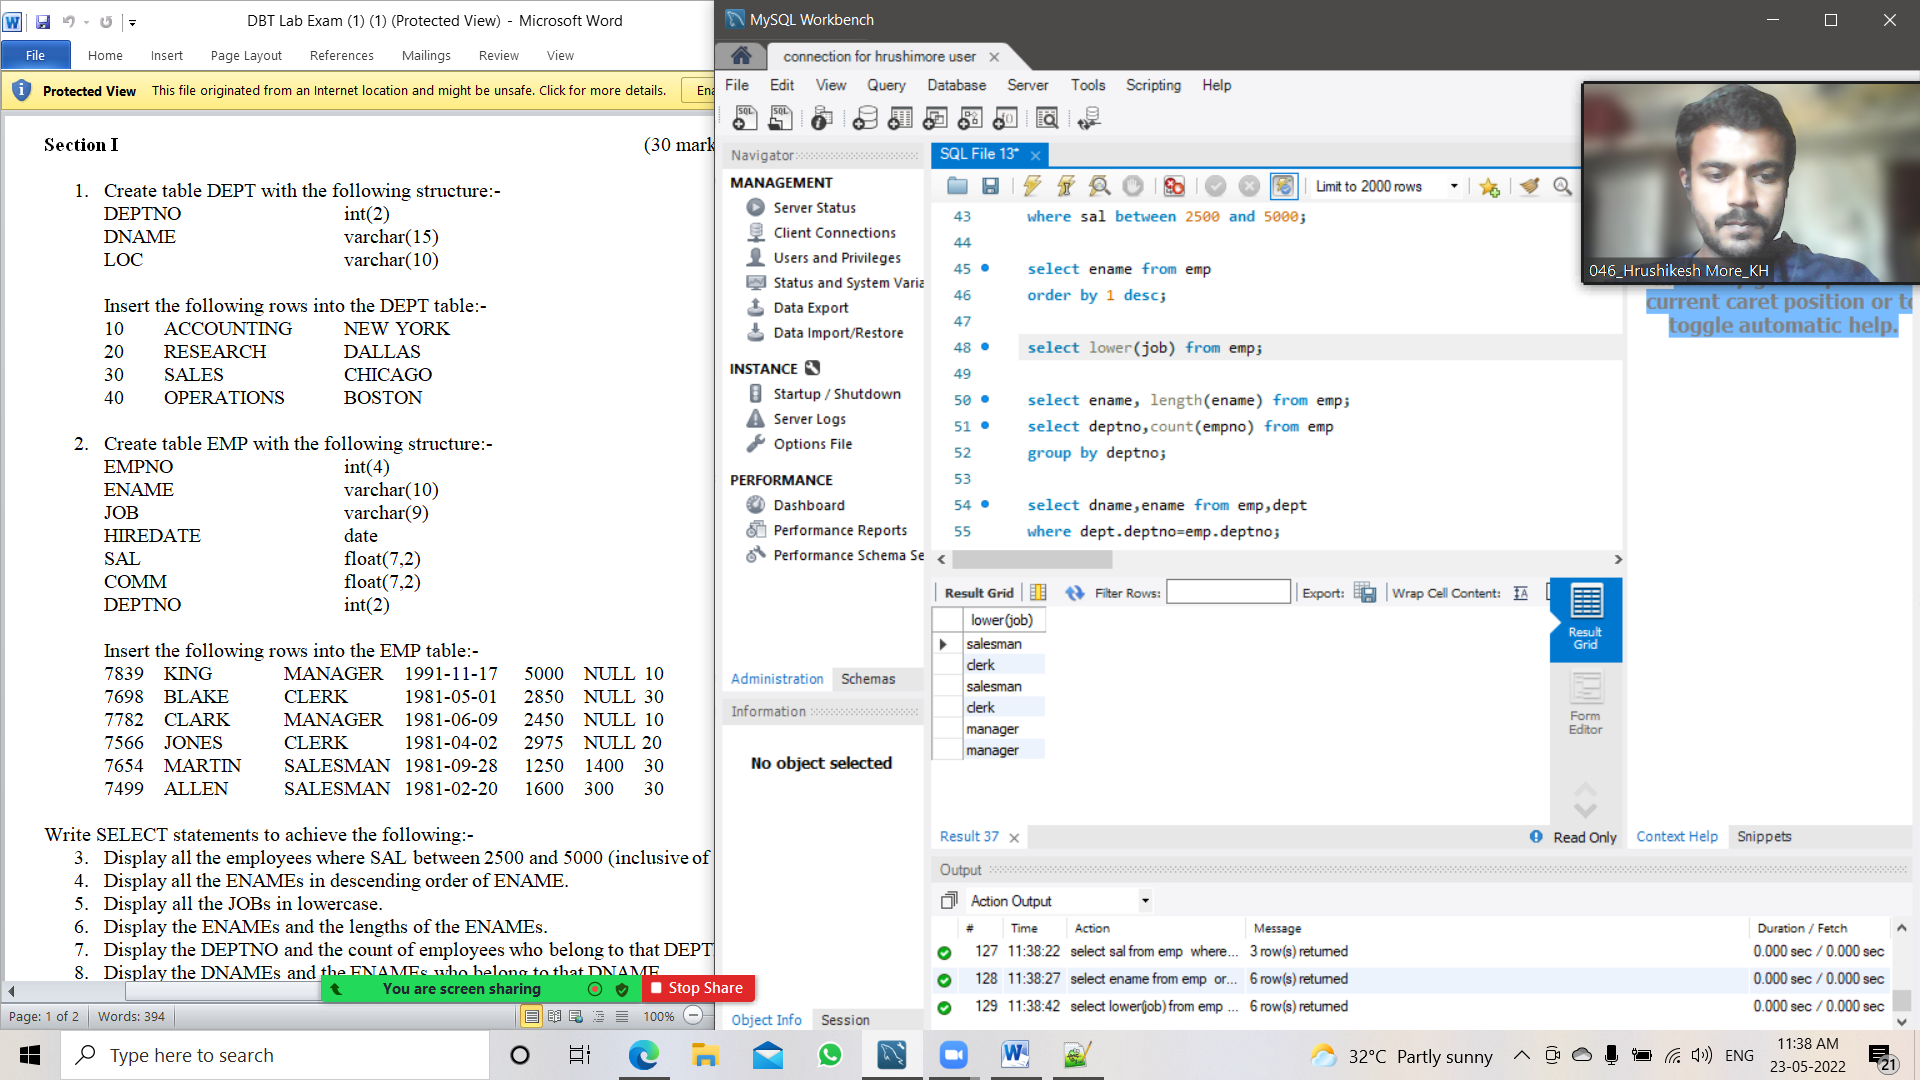 DBT Lab Exam (1) (1) (Protected View) - Microsoft Word
File Home Insert Page Layout References Mailings Review View
Protected View This file originated from an Internet location and might be unsafe. Click for more details.
Section I (30 mark
1. Create table DEPT with the following structure:-
DEPTNO int(2)
DNAME varchar(15)
LOC varchar(10)
Insert the following rows into the DEPT table:-
10 ACCOUNTING NEW YORK
20 RESEARCH DALLAS
30 SALES CHICAGO
40 OPERATIONS BOSTON
2. Create table EMP with the following structure:-
EMPNO int(4)
ENAME varchar(10)
JOB varchar(9)
HIREDATE date
SAL float(7,2)
COMM float(7,2)
DEPTNO int(2)
Insert the following rows into the EMP table:-
7839 KING MANAGER 1991-11-17 5000 NULL 10
7698 BLAKE CLERK 1981-05-01 2850 NULL 30
7782 CLARK MANAGER 1981-06-09 2450 NULL 10
7566 JONES CLERK 1981-04-02 2975 NULL 20
7654 MARTIN SALESMAN 1981-09-28 1250 1400 30
7499 ALLEN SALESMAN 1981-02-20 1600 300 30
Write SELECT statements to achieve the following:-
3. Display all the employees where SAL between 2500 and 5000 (inclusive of
4. Display all the ENAMEs in descending order of ENAME.
5. Display all the JOBs in lowercase.
6. Display the ENAMEs and the lengths of the ENAMEs.
7. Display the DEPTNO and the count of employees who belong to that DEPT
8. Display the DNAMEs and the ENAMEs who belong to that DNAME
You are screen sharing Stop Share
Page: 1 of 2 Words: 394 100%
MySQL Workbench
connection for hrushimore user
File Edit View Query Database Server Tools Scripting Help
Navigator
MANAGEMENT
Server Status
Client Connections
Users and Privileges
Status and System Varia
Data Export
Data Import/Restore
INSTANCE
Startup / Shutdown
Server Logs
Options File
PERFORMANCE
Dashboard
Performance Reports
Performance Schema Se
Administration Schemas
Information
No object selected
Object Info Session
SQL File 13*
Limit to 2000 rows
43 where sal between 2500 and 5000;
44
45 select ename from emp
46 order by 1 desc;
47
48 select lower(job) from emp;
49
50 select ename, length(ename) from emp;
51 select deptno,count(empno) from emp
52 group by deptno;
53
54 select dname,ename from emp,dept
55 where dept.deptno=emp.deptno;
046_Hrushikesh More_KH
current caret position or to
toggle automatic help.
Result Grid Filter Rows: Export: Wrap Cell Content:
lower(job)
salesman
clerk
salesman
clerk
manager
manager
Result Grid
Form Editor
Result 37 Read Only Context Help Snippets
Output
Action Output
# Time Action Message Duration / Fetch
127 11:38:22 select sal from emp where... 3 row(s) returned 0.000 sec / 0.000 sec
128 11:38:27 select ename from emp or... 6 row(s) returned 0.000 sec / 0.000 sec
129 11:38:42 select lower(job) from emp ... 6 row(s) returned 0.000 sec / 0.000 sec
Type here to search
32°C Partly sunny ENG 11:38 AM
23-05-2022 21